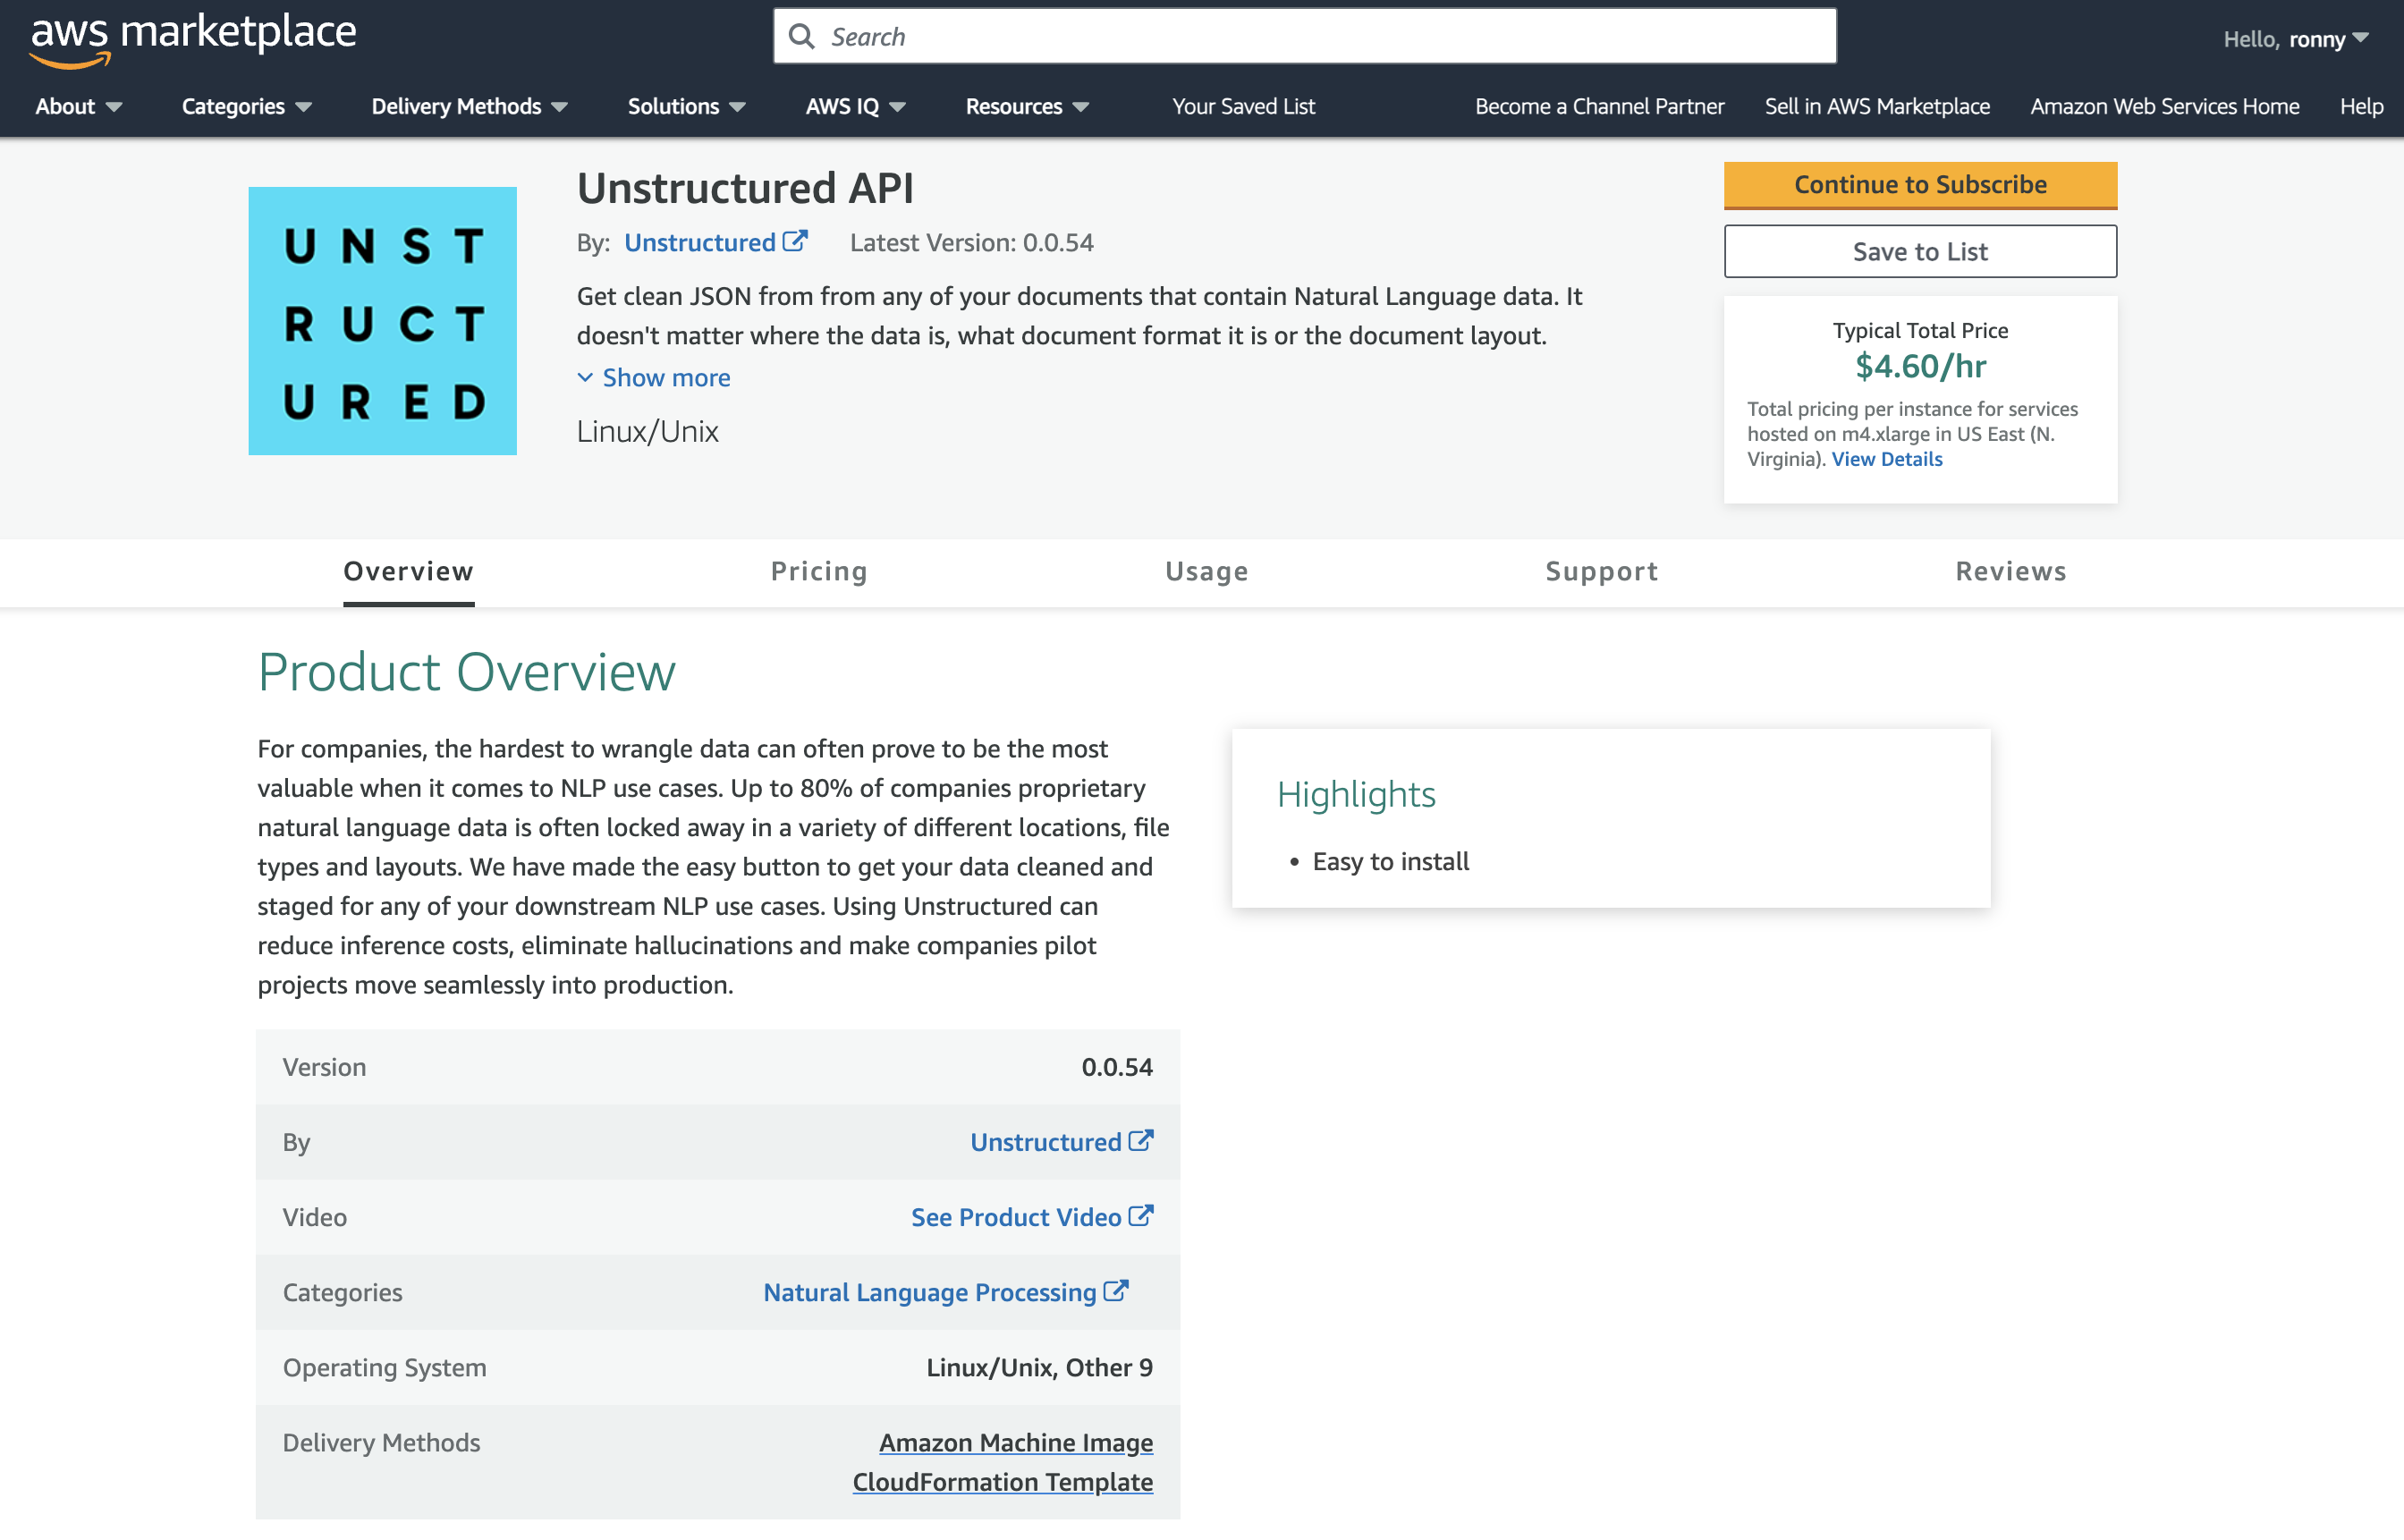 aws marketplace
Search
Hello, ronny
About
Categories
Delivery Methods
Solutions
AWS IQ
Resources
Your Saved List
Become a Channel Partner
Sell in AWS Marketplace
Amazon Web Services Home
Help
UNST
RUCT
URED
Unstructured API
By: Unstructured
Latest Version: 0.0.54
Get clean JSON from from any of your documents that contain Natural Language data. It
doesn't matter where the data is, what document format it is or the document layout.
Show more
Linux/Unix
Continue to Subscribe
Save to List
Typical Total Price
$4.60/hr
Total pricing per instance for services
hosted on m4.xlarge in US East (N.
Virginia). View Details
Overview
Pricing
Usage
Support
Reviews
Product Overview
For companies, the hardest to wrangle data can often prove to be the most
valuable when it comes to NLP use cases. Up to 80% of companies proprietary
natural language data is often locked away in a variety of different locations, file
types and layouts. We have made the easy button to get your data cleaned and
staged for any of your downstream NLP use cases. Using Unstructured can
reduce inference costs, eliminate hallucinations and make companies pilot
projects move seamlessly into production.
Highlights
• Easy to install
Version 0.0.54
By Unstructured
Video See Product Video
Categories Natural Language Processing
Operating System Linux/Unix, Other 9
Delivery Methods Amazon Machine Image
CloudFormation Template